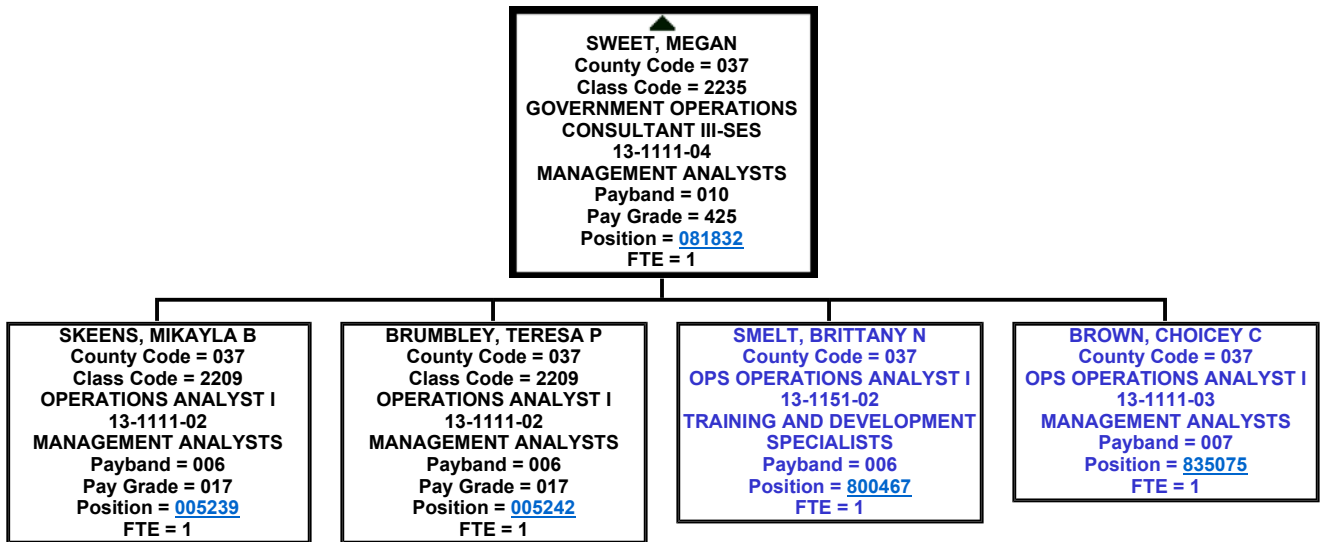 SWEET, MEGAN
County Code = 037
Class Code = 2235
GOVERNMENT OPERATIONS
CONSULTANT III-SES
13-1111-04
MANAGEMENT ANALYSTS
Payband = 010
Pay Grade = 425
Position = 081832
FTE = 1
SKEENS, MIKAYLA B
County Code = 037
Class Code = 2209
OPERATIONS ANALYST I
13-1111-02
MANAGEMENT ANALYSTS
Payband = 006
Pay Grade = 017
Position = 005239
FTE = 1
BRUMBLEY, TERESA P
County Code = 037
Class Code = 2209
OPERATIONS ANALYST I
13-1111-02
MANAGEMENT ANALYSTS
Payband = 006
Pay Grade = 017
Position = 005242
FTE = 1
SMELT, BRITTANY N
County Code = 037
OPS OPERATIONS ANALYST I
13-1151-02
TRAINING AND DEVELOPMENT
SPECIALISTS
Payband = 006
Position = 800467
FTE = 1
BROWN, CHOICEY C
County Code = 037
OPS OPERATIONS ANALYST I
13-1111-03
MANAGEMENT ANALYSTS
Payband = 007
Position = 835075
FTE = 1